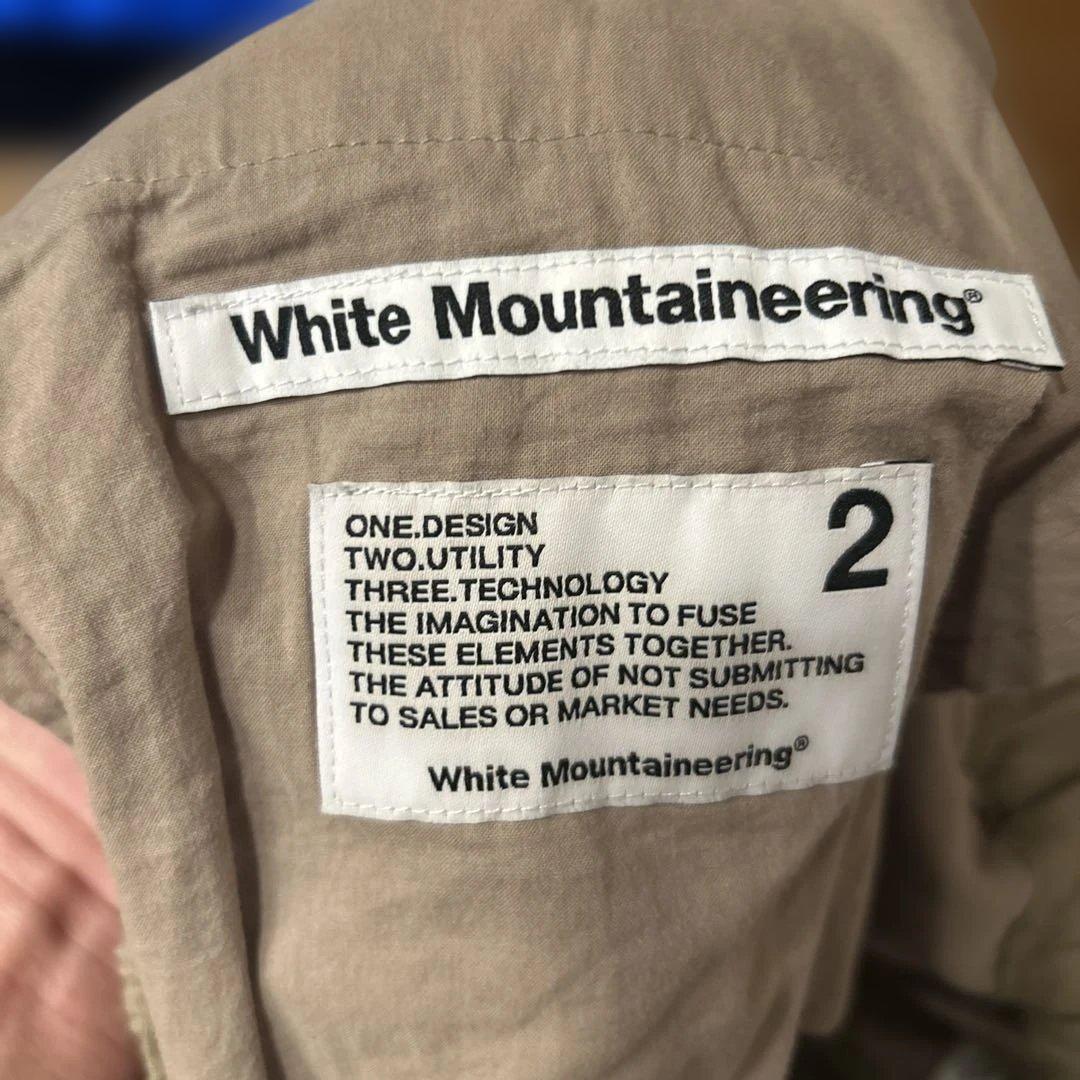 White Mountaineering®
2
ONE.DESIGN
TWO.UTILITY
THREE.TECHNOLOGY
THE IMAGINATION TO FUSE
THESE ELEMENTS TOGETHER.
THE ATTITUDE OF NOT SUBMITTING
TO SALES OR MARKET NEEDS.
White Mountaineering®